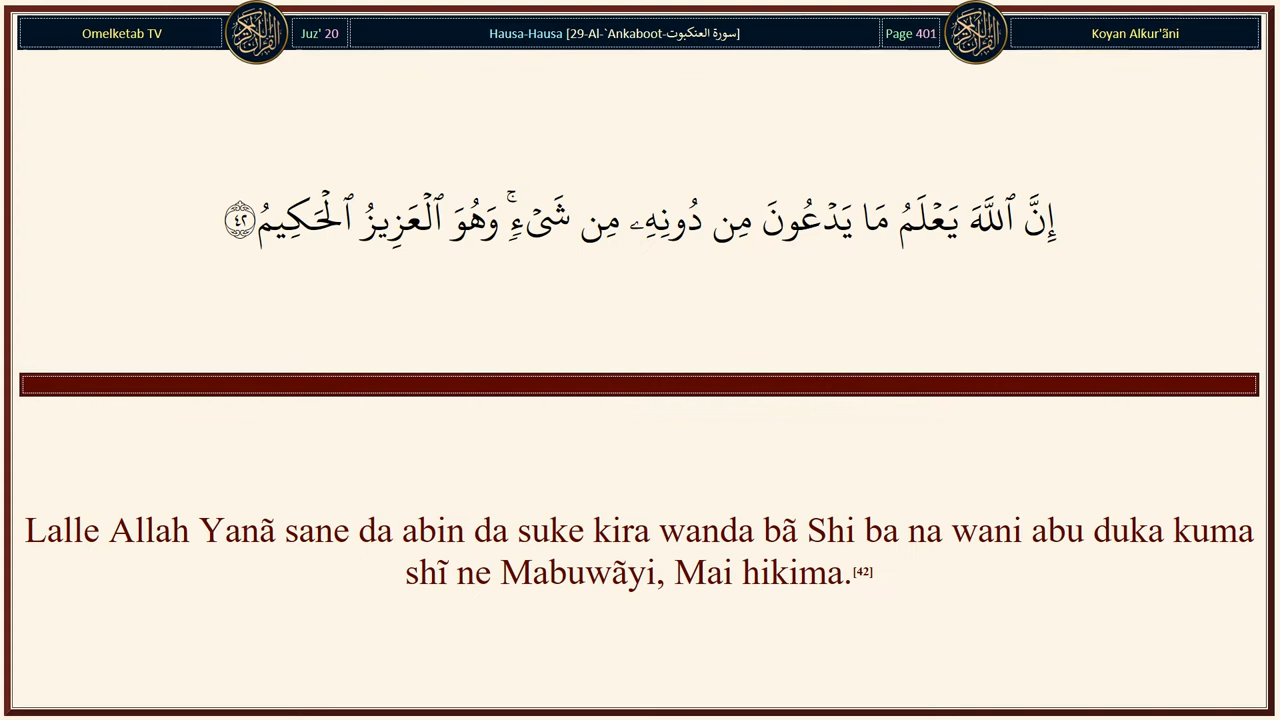 Omelketab TV
Juz' 20
Hausa-Hausa [29-Al-`Ankaboot-سورة العنكبوت]
Page 401
Koyan Alƙur'ãni
إِنَّ ٱللَّهَ يَعۡلَمُ مَا يَدۡعُونَ مِن دُونِهِۦ مِن شَيۡءٖۚ وَهُوَ ٱلۡعَزِيزُ ٱلۡحَكِيمُ ٤٢
Lalle Allah Yanã sane da abin da suke kira wanda bã Shi ba na wani abu duka kuma
shĩ ne Mabuwãyi, Mai hikima.[42]